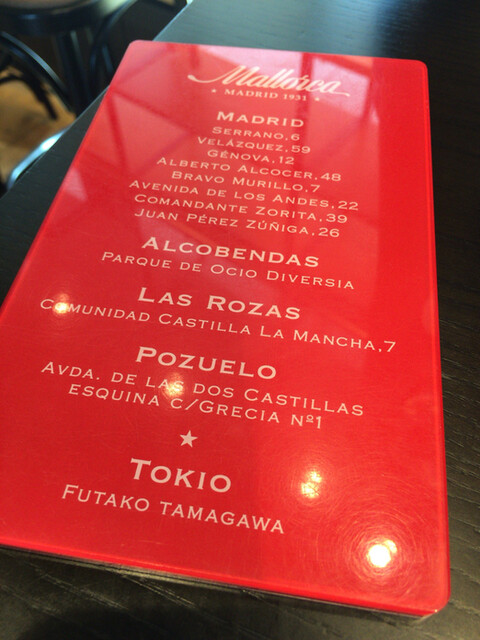 Mallorca
★ MADRID 1931 ★
MADRID
SERRANO,6
VELÁZQUEZ,59
GÉNOVA,12
ALBERTO ALCOCER,48
BRAVO MURILLO,7
AVENIDA DE LOS ANDES,22
COMANDANTE ZORITA,39
JUAN PÉREZ ZÚÑIGA,26
ALCOBENDAS
PARQUE DE OCIO DIVERSIA
LAS ROZAS
COMUNIDAD CASTILLA LA MANCHA,7
POZUELO
AVDA. DE LAS DOS CASTILLAS
ESQUINA C/GRECIA Nº1
★
TOKIO
FUTAKO TAMAGAWA